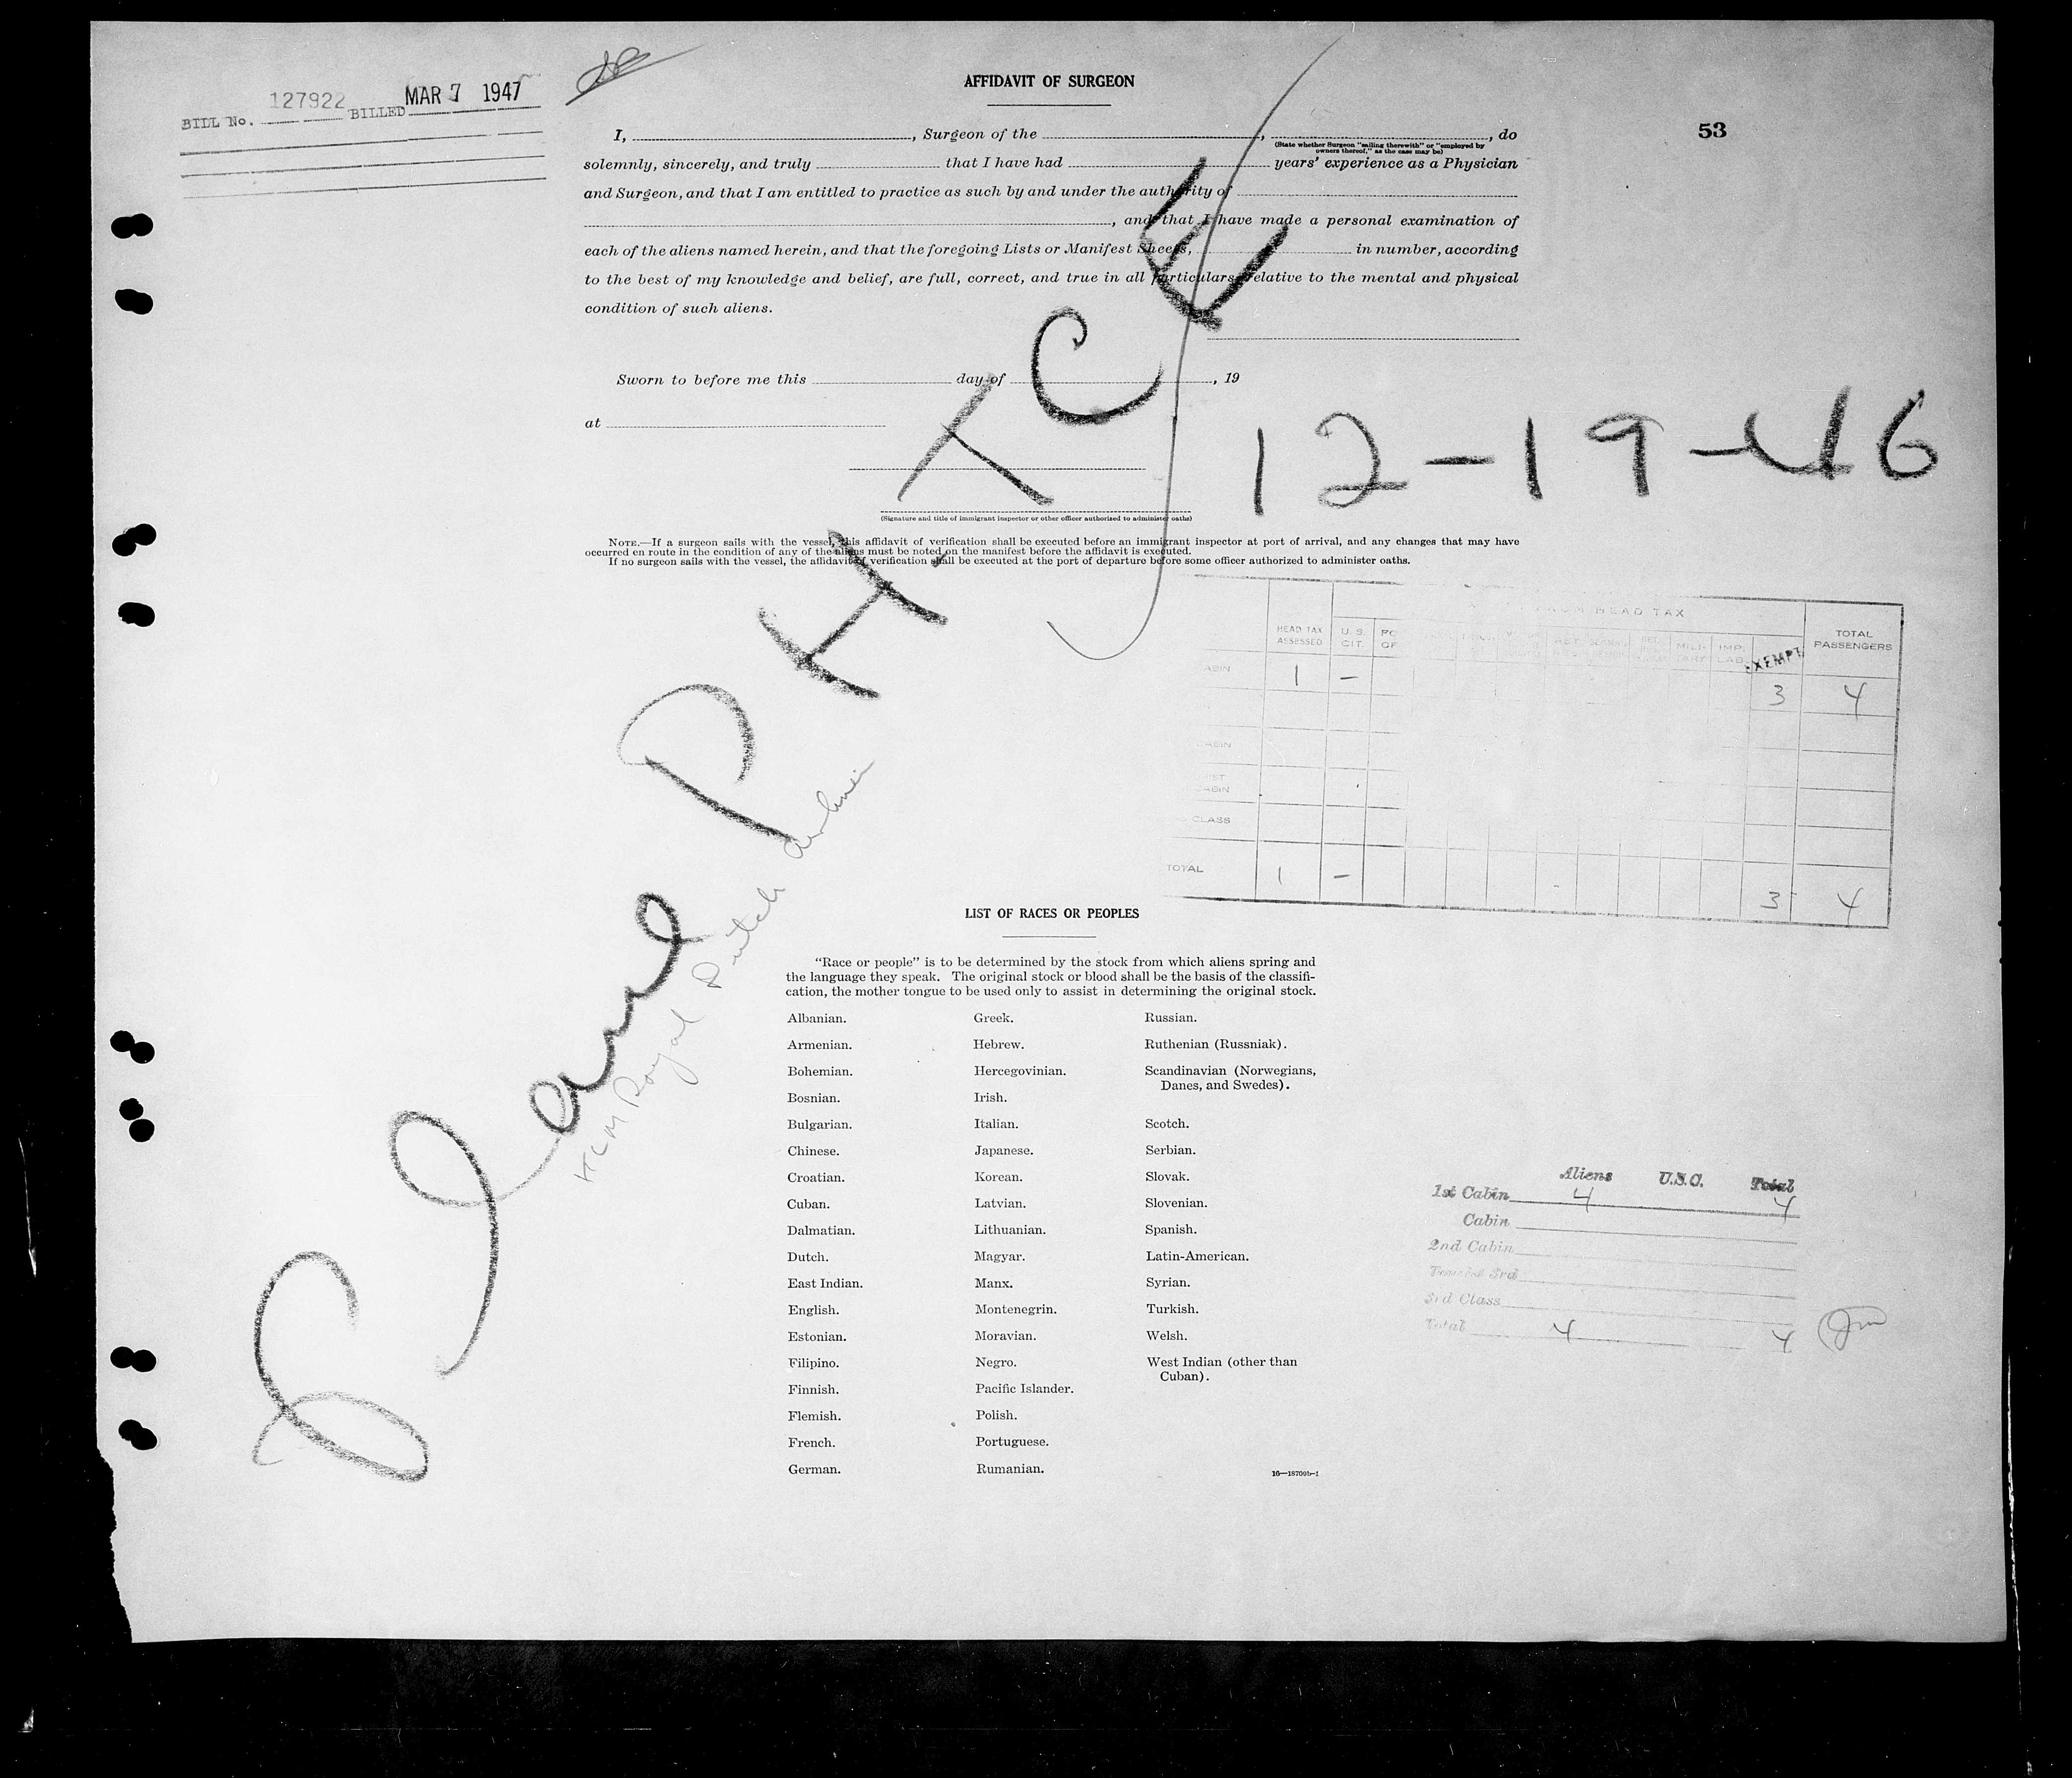 BILL No. 127922 BILLED MAR 7 1947
AFFIDAVIT OF SURGEON
53
I, , Surgeon of the , , do
(State whether Surgeon "sailing therewith" or "employed by
owners thereof," as the case may be)
solemnly, sincerely, and truly that I have had years' experience as a Physician
and Surgeon, and that I am entitled to practice as such by and under the authority of
, and that I have made a personal examination of
each of the aliens named herein, and that the foregoing Lists or Manifest Sheets, in number, according
to the best of my knowledge and belief, are full, correct, and true in all particulars relative to the mental and physical
condition of such aliens.
Sworn to before me this day of , 19
at
(Signature and title of immigrant inspector or other officer authorized to administer oaths)
Plane PH-TCE
12-19-46
KLM Royal Dutch Airlines
NOTE.—If a surgeon sails with the vessel, this affidavit of verification shall be executed before an immigrant inspector at port of arrival, and any changes that may have
occurred en route in the condition of any of the aliens must be noted on the manifest before the affidavit is executed.
If no surgeon sails with the vessel, the affidavit of verification shall be executed at the port of departure before some officer authorized to administer oaths.
HEAD TAX
HEAD TAX ASSESSED U.S. CIT. MILITARY IMP. LAB. EXEMPT TOTAL PASSENGERS
ABIN 1 – 3 4
ABIN
CABIN
CLASS
TOTAL 1 – 3 4
LIST OF RACES OR PEOPLES
"Race or people" is to be determined by the stock from which aliens spring and
the language they speak. The original stock or blood shall be the basis of the classifi-
cation, the mother tongue to be used only to assist in determining the original stock.
Albanian. Greek. Russian.
Armenian. Hebrew. Ruthenian (Russniak).
Bohemian. Hercegovinian. Scandinavian (Norwegians,
Danes, and Swedes).
Bosnian. Irish.
Bulgarian. Italian. Scotch.
Chinese. Japanese. Serbian.
Croatian. Korean. Slovak.
Cuban. Latvian. Slovenian.
Dalmatian. Lithuanian. Spanish.
Dutch. Magyar. Latin-American.
East Indian. Manx. Syrian.
English. Montenegrin. Turkish.
Estonian. Moravian. Welsh.
Filipino. Negro. West Indian (other than
Cuban).
Finnish. Pacific Islander.
Flemish. Polish.
French. Portuguese.
German. Rumanian.
16—18709b-1
Aliens U.S.C. Total
1st Cabin 4 4
Cabin
2nd Cabin
3rd
3rd Class
Total 4 4